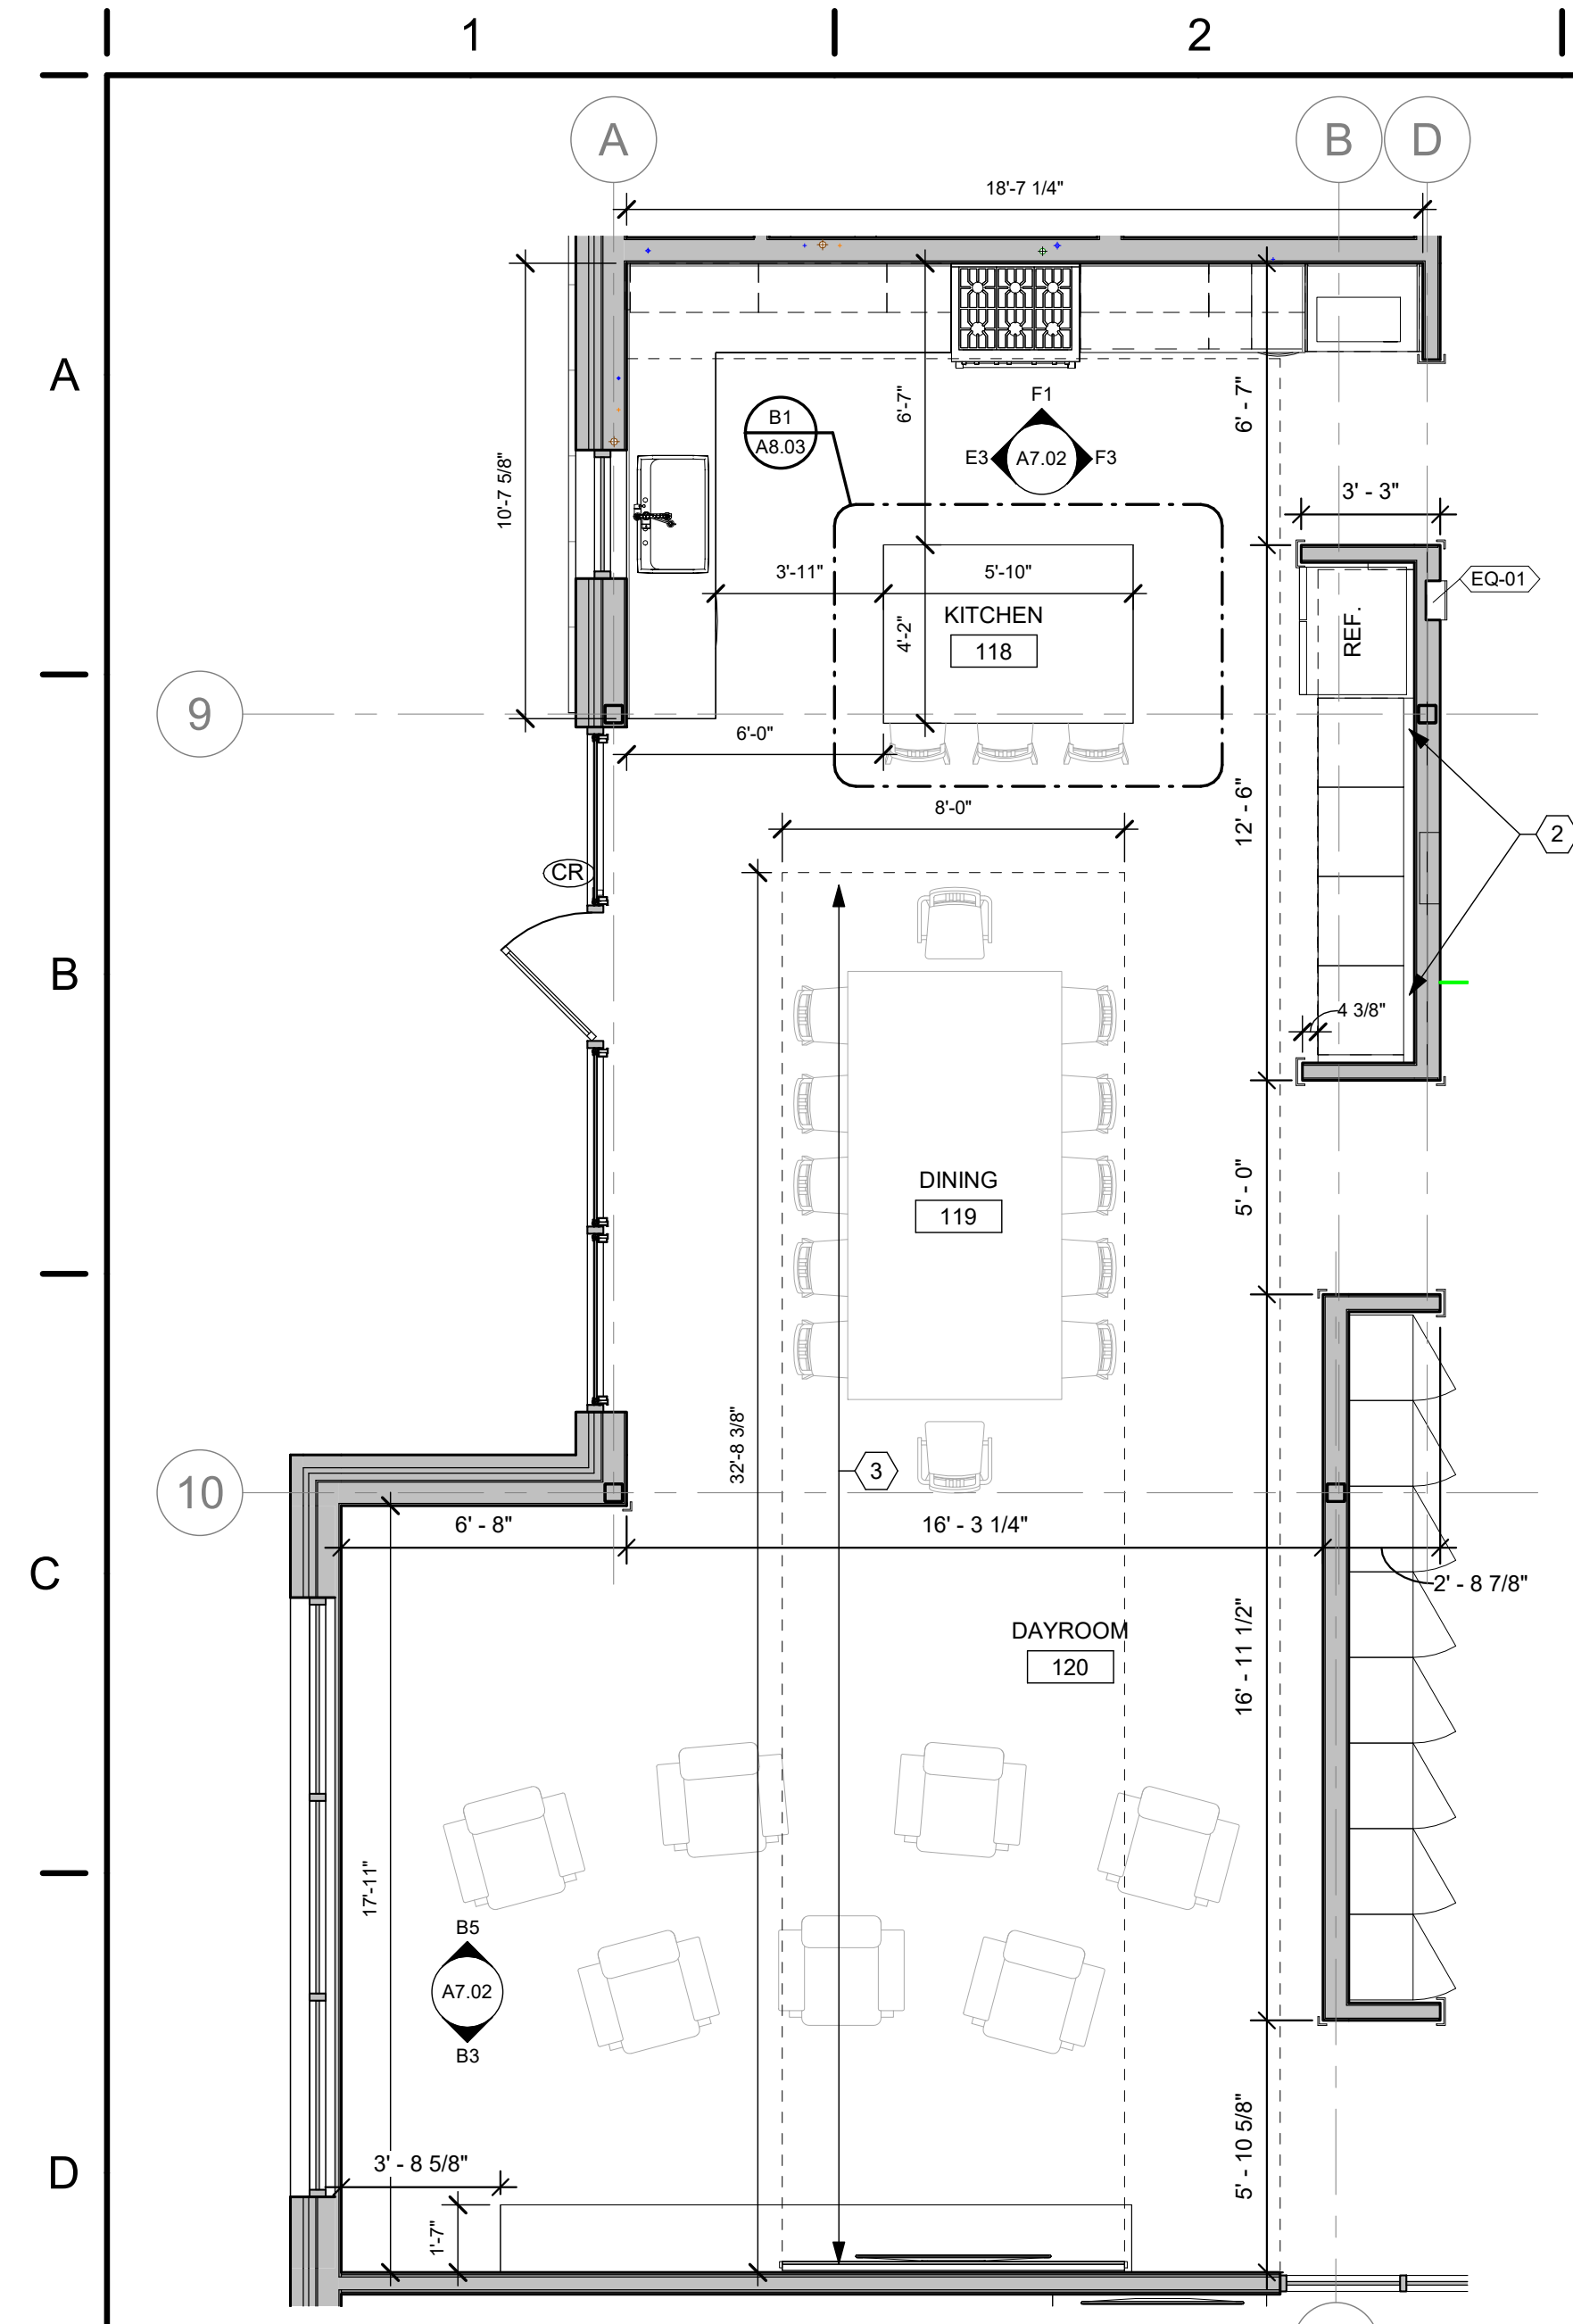 1
2
A
B
D
18'-7 1/4"
A
6'-7"
6' - 7"
F1
B1
A8.03
E3
A7.02
F3
10'-7 5/8"
3' - 3"
3'-11"
5'-10"
EQ-01
KITCHEN
118
4'-2"
REF.
9
6'-0"
8'-0"
12' - 6"
2
CR
B
4 3/8"
DINING
119
5' - 0"
32'-8 3/8"
3
10
6' - 8"
16' - 3 1/4"
C
2' - 8 7/8"
DAYROOM
120
16' - 11 1/2"
17'-11"
B5
A7.02
B3
D
3' - 8 5/8"
5' - 10 5/8"
1'-7"